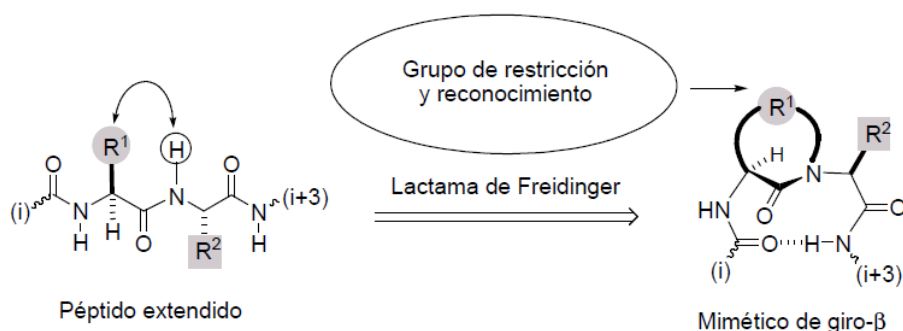 Grupo de restricción
y reconocimiento
R¹
H
O
(i)
N
H
H
O
N
R²
O
N
H
(i+3)
Péptido extendido
Lactama de Freidinger
R¹
R²
H
N
HN
O
O
O
HN
(i)
(i+3)
Mimético de giro-β